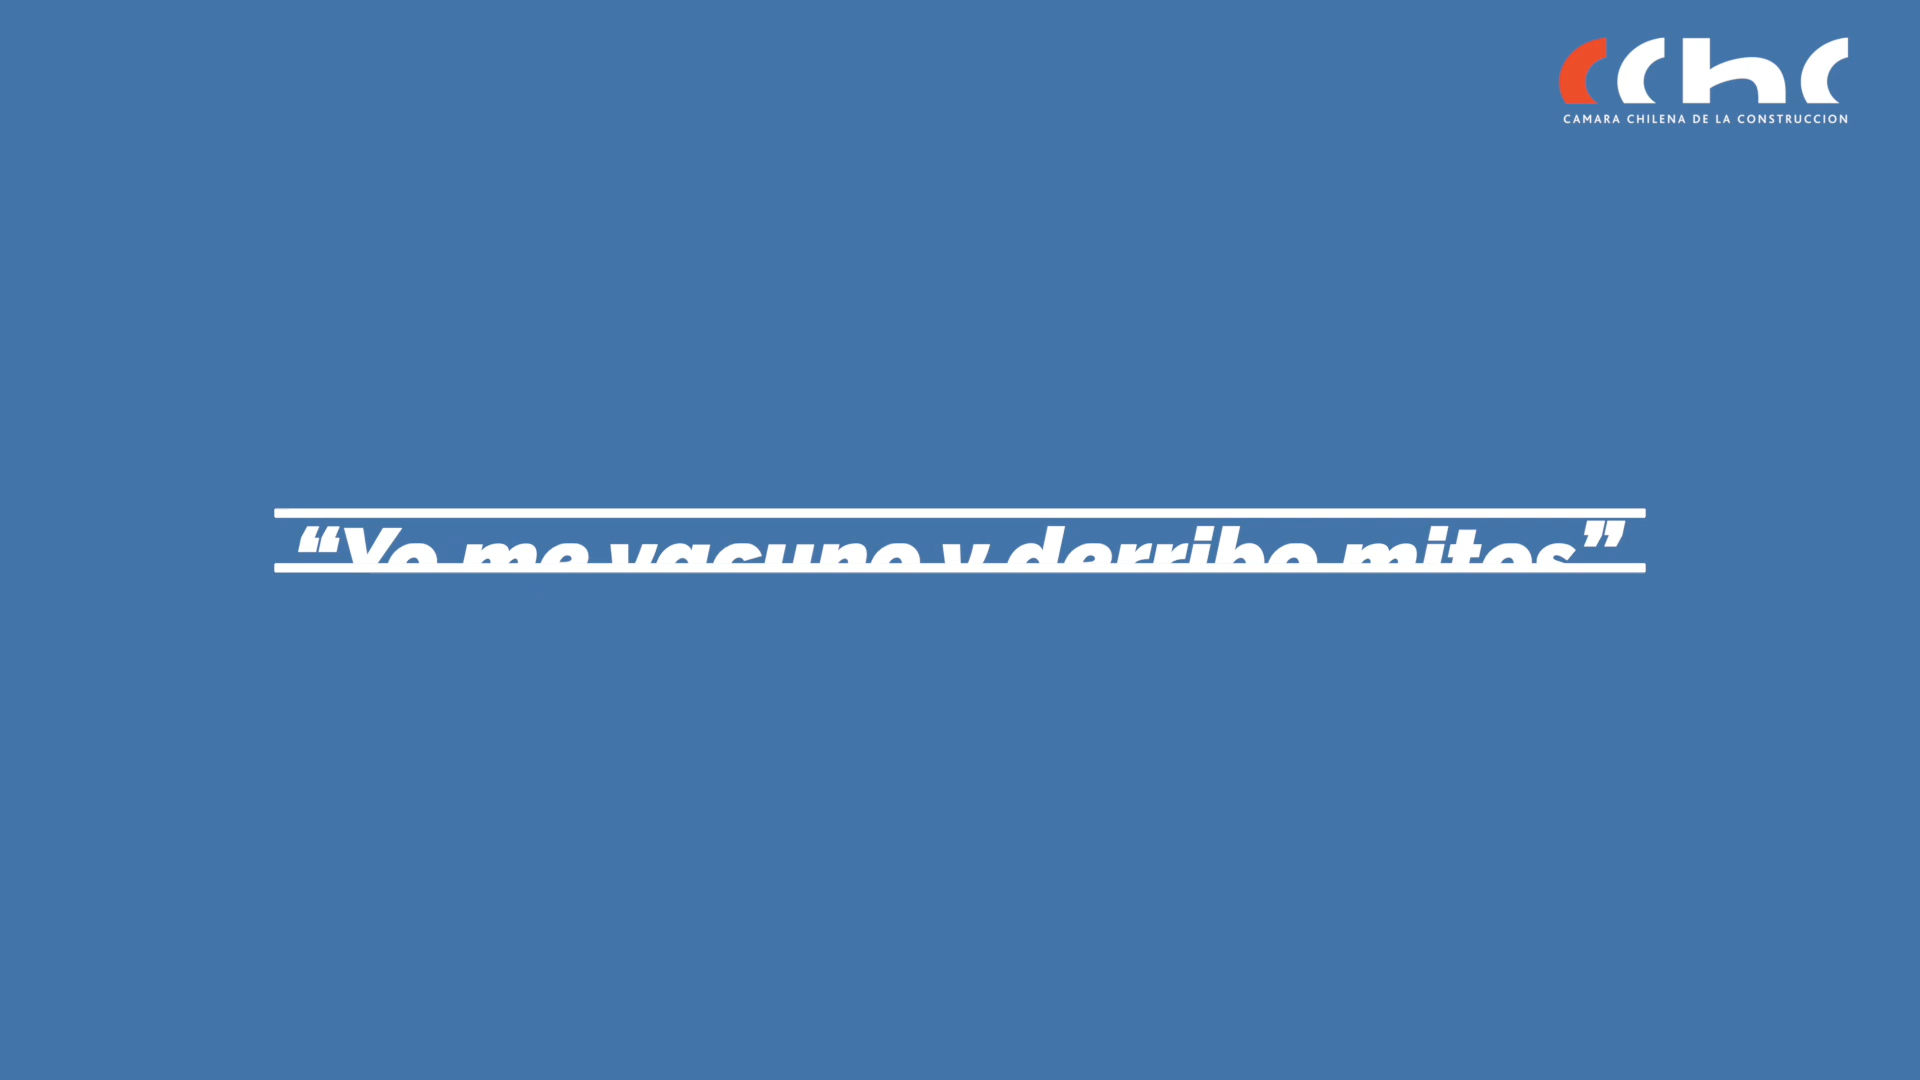 CChC
CAMARA CHILENA DE LA CONSTRUCCION
“Yo me vacuno y derribo mitos”